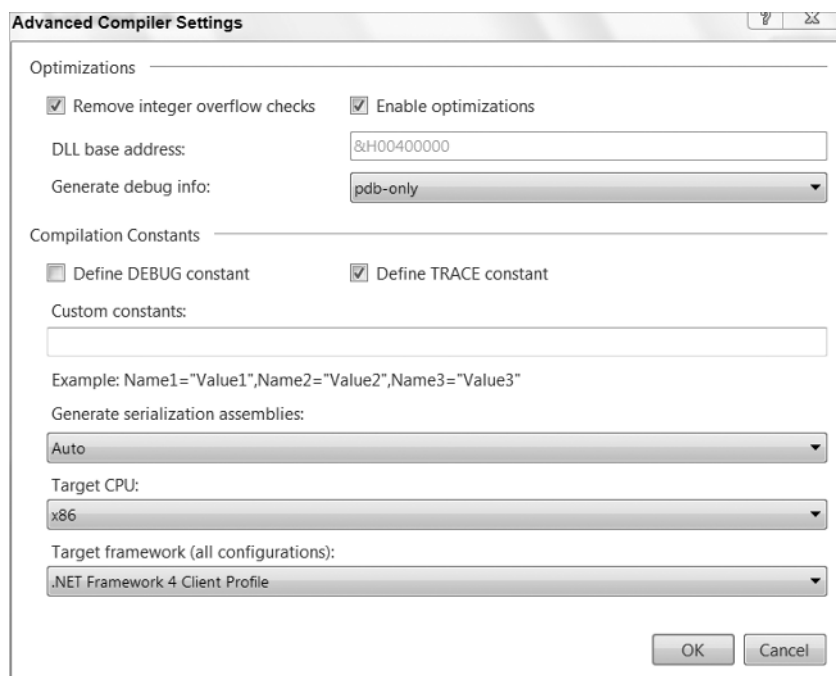 Advanced Compiler Settings
?
Optimizations
Remove integer overflow checks Enable optimizations
DLL base address: &H00400000
Generate debug info: pdb-only
Compilation Constants
Define DEBUG constant Define TRACE constant
Custom constants:
Example: Name1="Value1",Name2="Value2",Name3="Value3"
Generate serialization assemblies:
Auto
Target CPU:
x86
Target framework (all configurations):
.NET Framework 4 Client Profile
OK Cancel